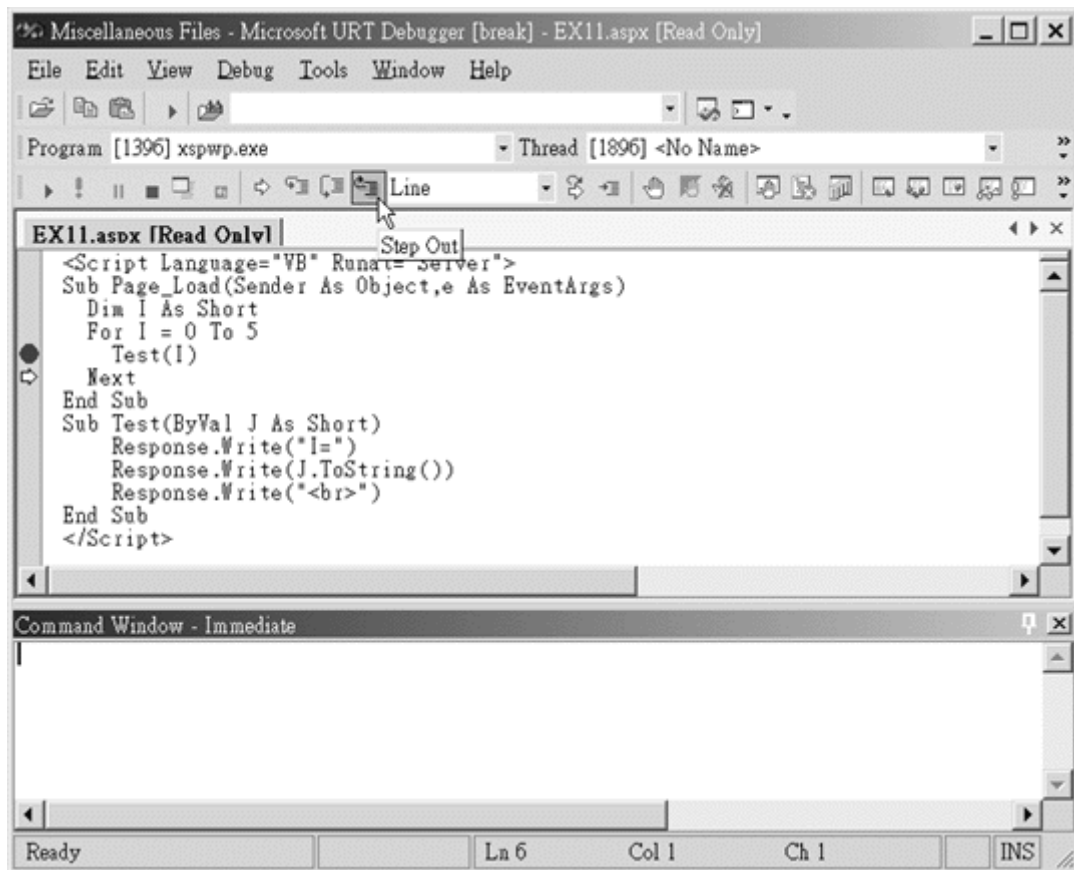 Miscellaneous Files - Microsoft URT Debugger [break] - EX11.aspx [Read Only]
File Edit View Debug Tools Window Help
Program [1396] xspwp.exe Thread [1896] <No Name>
Line
EX11.aspx [Read Only]
Step Out
<Script Language="VB" Runat="Server">
Sub Page_Load(Sender As Object,e As EventArgs)
Dim I As Short
For I = 0 To 5
Test(I)
Next
End Sub
Sub Test(ByVal J As Short)
Response.Write("I=")
Response.Write(J.ToString())
Response.Write("<br>")
End Sub
</Script>
Command Window - Immediate
Ready Ln 6 Col 1 Ch 1 INS